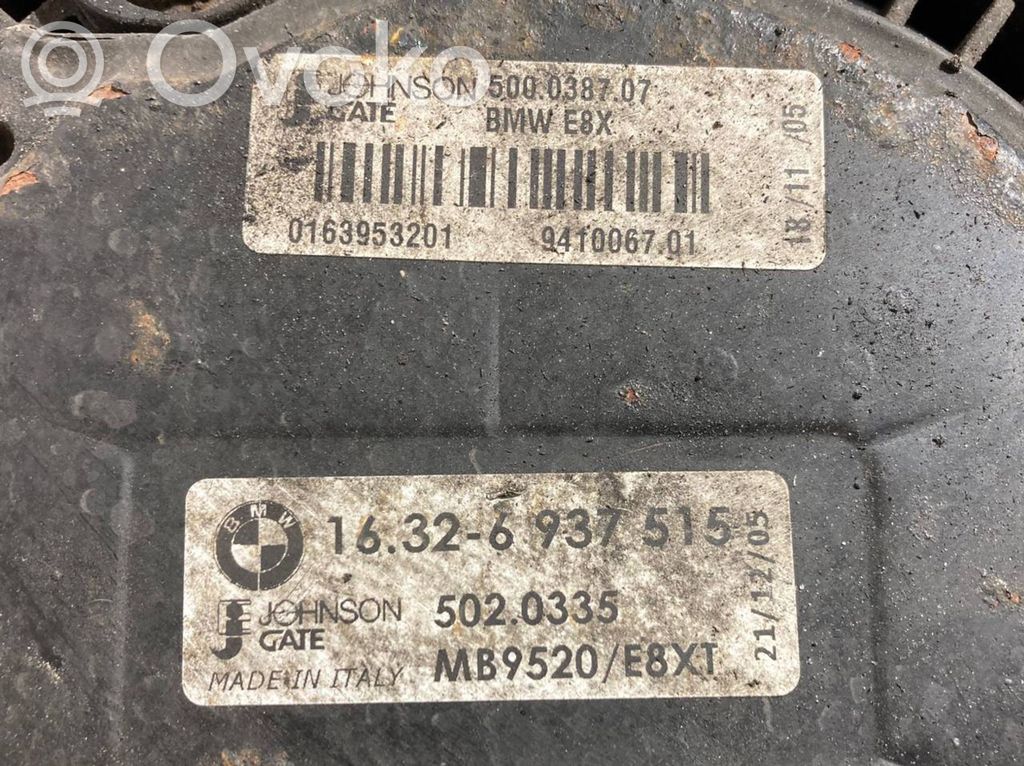 Ovoko
JOHNSON 500.0387.07
GATE BMW E8X
0163953201 9410067.01
18/11/05
BMW
16.32-6 937 515
JOHNSON
GATE
502.0335
MADE IN ITALY MB9520/E8XT
21/12/05